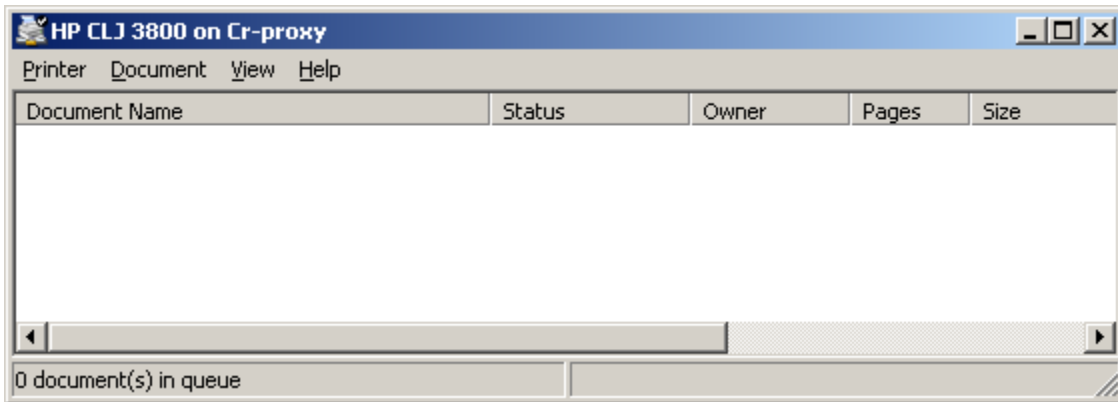 HP CLJ 3800 on Cr-proxy
Printer Document View Help
Document Name Status Owner Pages Size
0 document(s) in queue